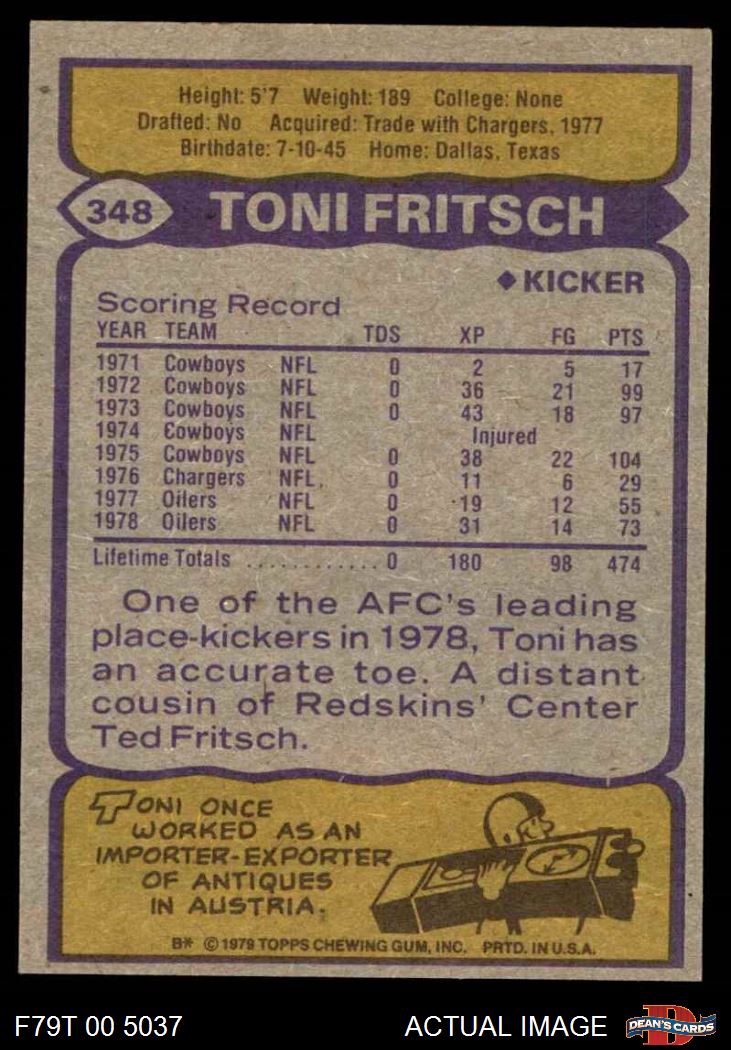 Height: 5'7 Weight: 189 College: None
Drafted: No Acquired: Trade with Chargers, 1977
Birthdate: 7-10-45 Home: Dallas, Texas
348 TONI FRITSCH
◆KICKER
Scoring Record
YEAR TEAM TDS XP FG PTS
1971 Cowboys NFL 0 2 5 17
1972 Cowboys NFL 0 36 21 99
1973 Cowboys NFL 0 43 18 97
1974 Cowboys NFL Injured
1975 Cowboys NFL 0 38 22 104
1976 Chargers NFL 0 11 6 29
1977 Oilers NFL 0 19 12 55
1978 Oilers NFL 0 31 14 73
Lifetime Totals ............ 0 180 98 474
One of the AFC's leading
place-kickers in 1978, Toni has
an accurate toe. A distant
cousin of Redskins' Center
Ted Fritsch.
TONI ONCE
WORKED AS AN
IMPORTER-EXPORTER
OF ANTIQUES
IN AUSTRIA.
B* © 1979 TOPPS CHEWING GUM, INC. PRTD. IN U.S.A.
F79T 00 5037 ACTUAL IMAGE D DEAN'S CARDS